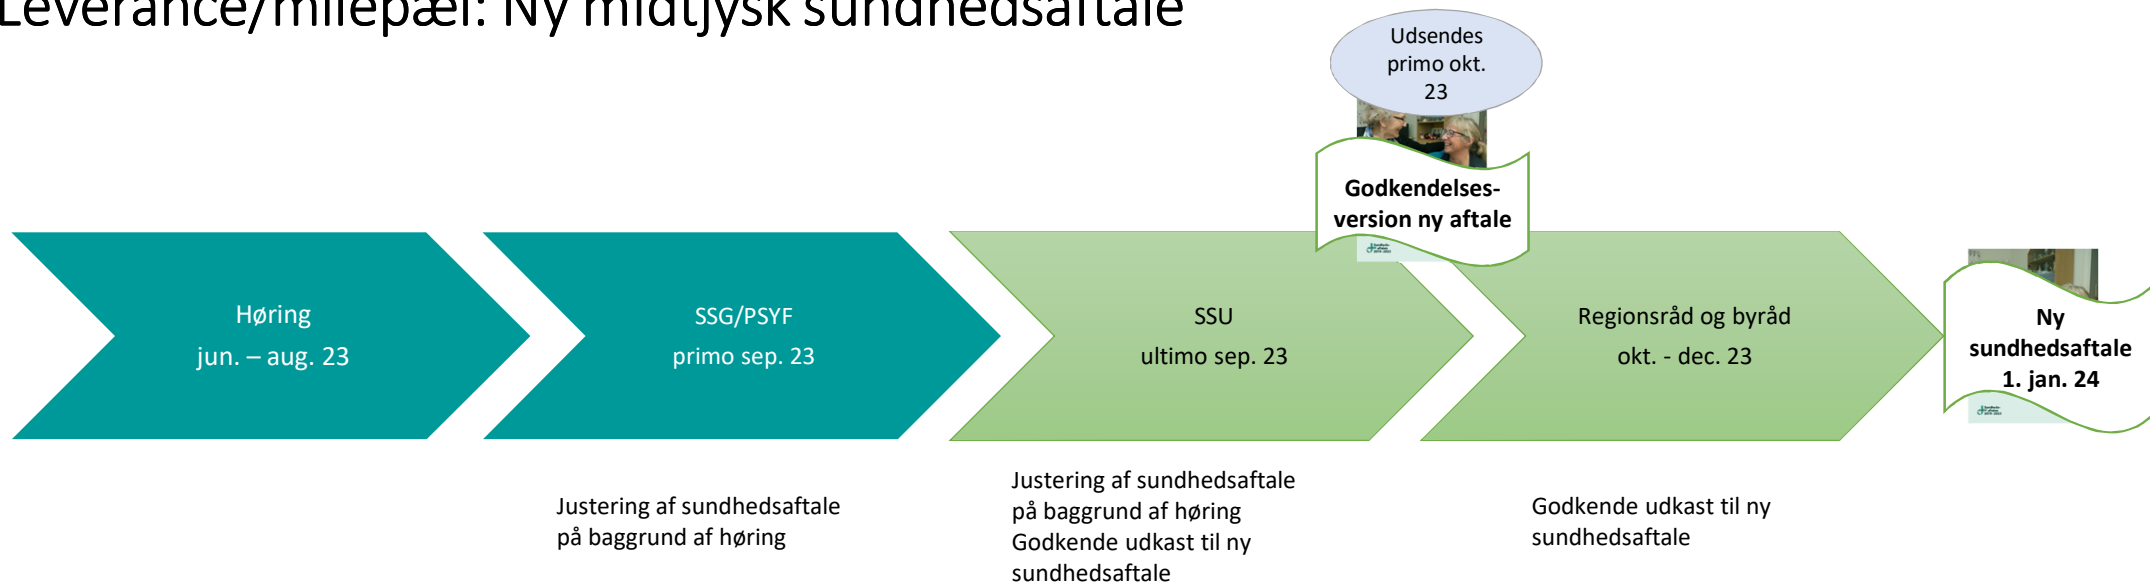 Leverance/milepæl: Ny midtjysk sundhedsaftale
Udsendes
primo okt.
23
Godkendelses-
version ny aftale
Høring
jun. – aug. 23
SSG/PSYF
primo sep. 23
SSU
ultimo sep. 23
Regionsråd og byråd
okt. - dec. 23
Ny
sundhedsaftale
1. jan. 24
Justering af sundhedsaftale
på baggrund af høring
Justering af sundhedsaftale
på baggrund af høring
Godkende udkast til ny
sundhedsaftale
Godkende udkast til ny
sundhedsaftale